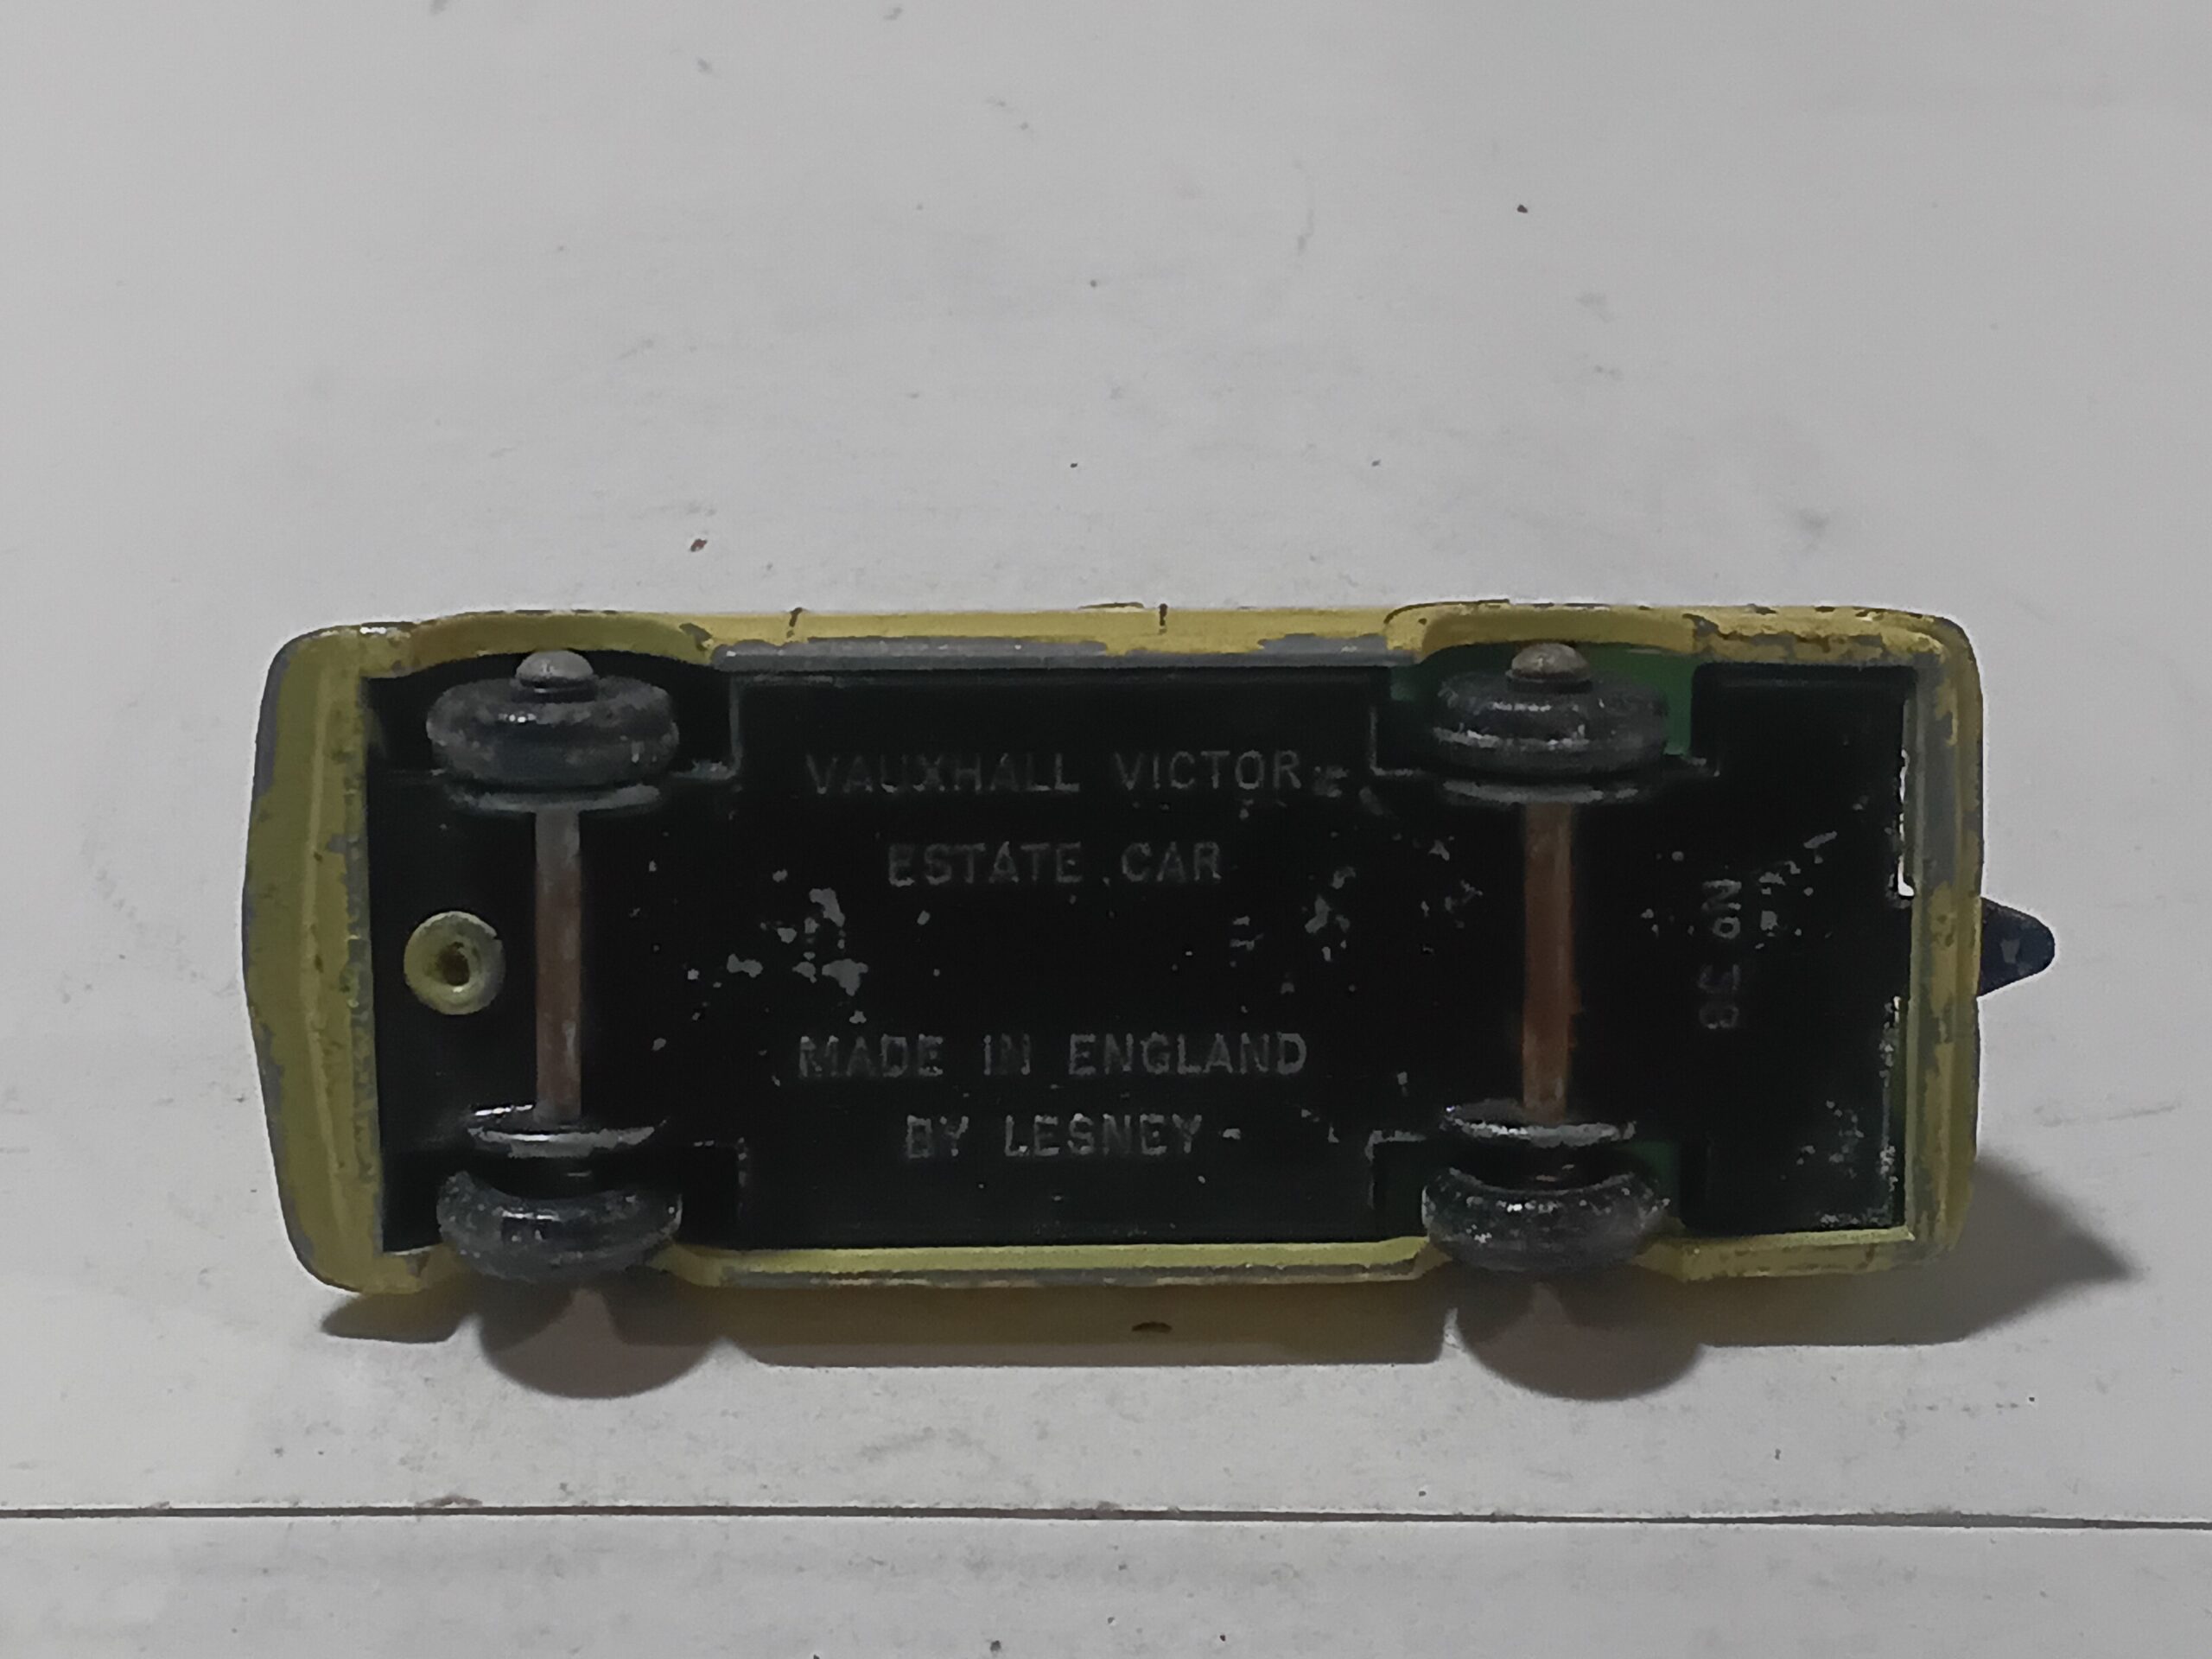 VAUXHALL VICTOR
ESTATE CAR
MADE IN ENGLAND
BY LESNEY
Nº 38